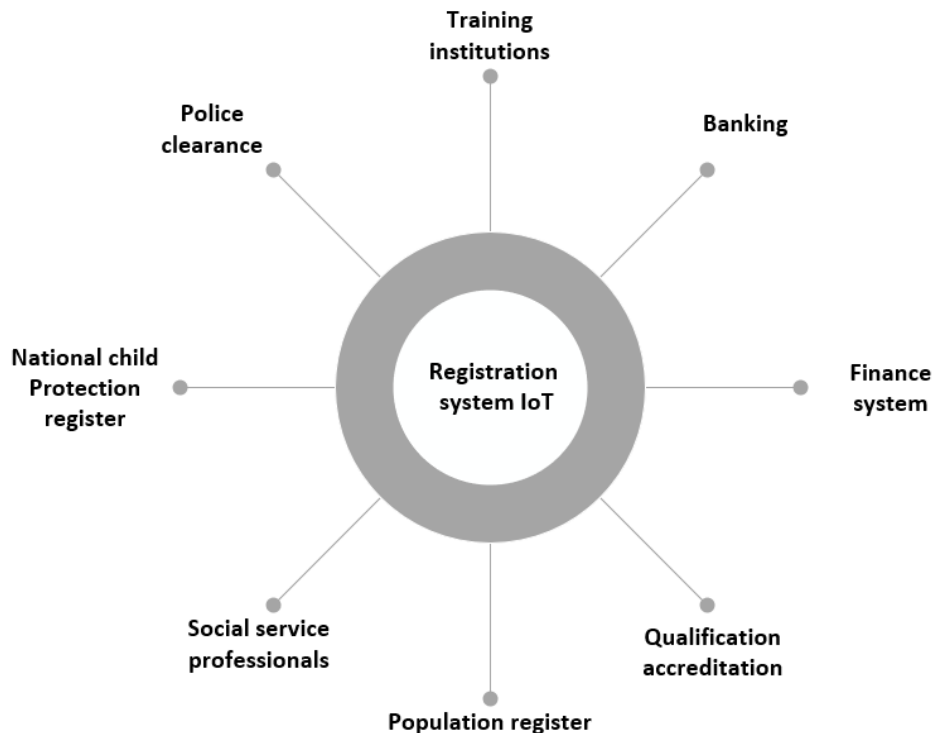 Training
institutions
Police
clearance
Banking
National child
Protection
register
Registration
system IoT
Finance
system
Social service
professionals
Qualification
accreditation
Population register